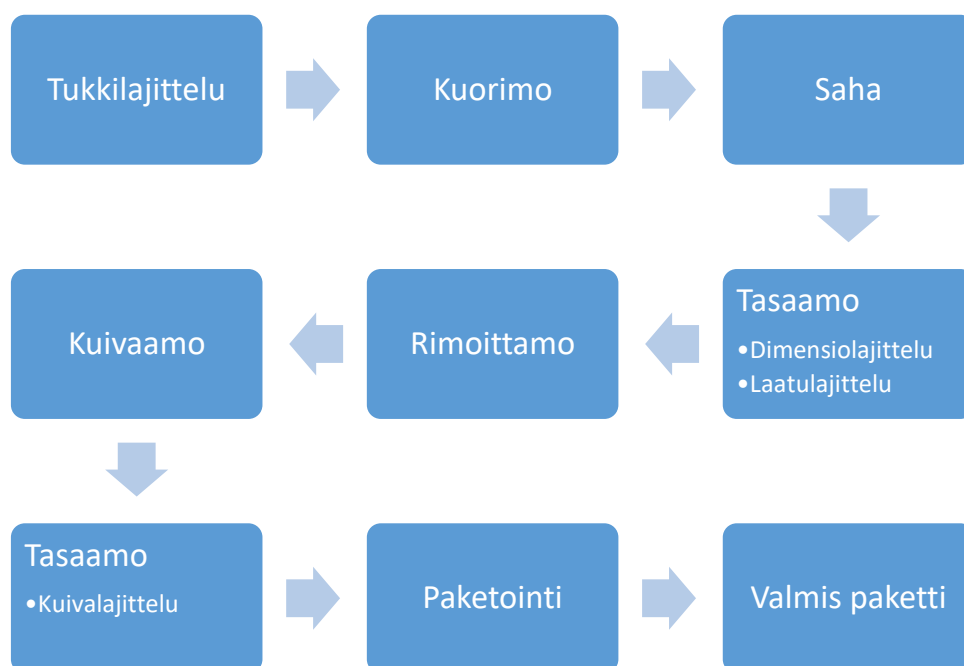 Tukkilajittelu
Kuorimo
Saha
Tasaamo
•Dimensiolajittelu
•Laatulajittelu
Rimoittamo
Kuivaamo
Tasaamo
•Kuivalajittelu
Paketointi
Valmis paketti